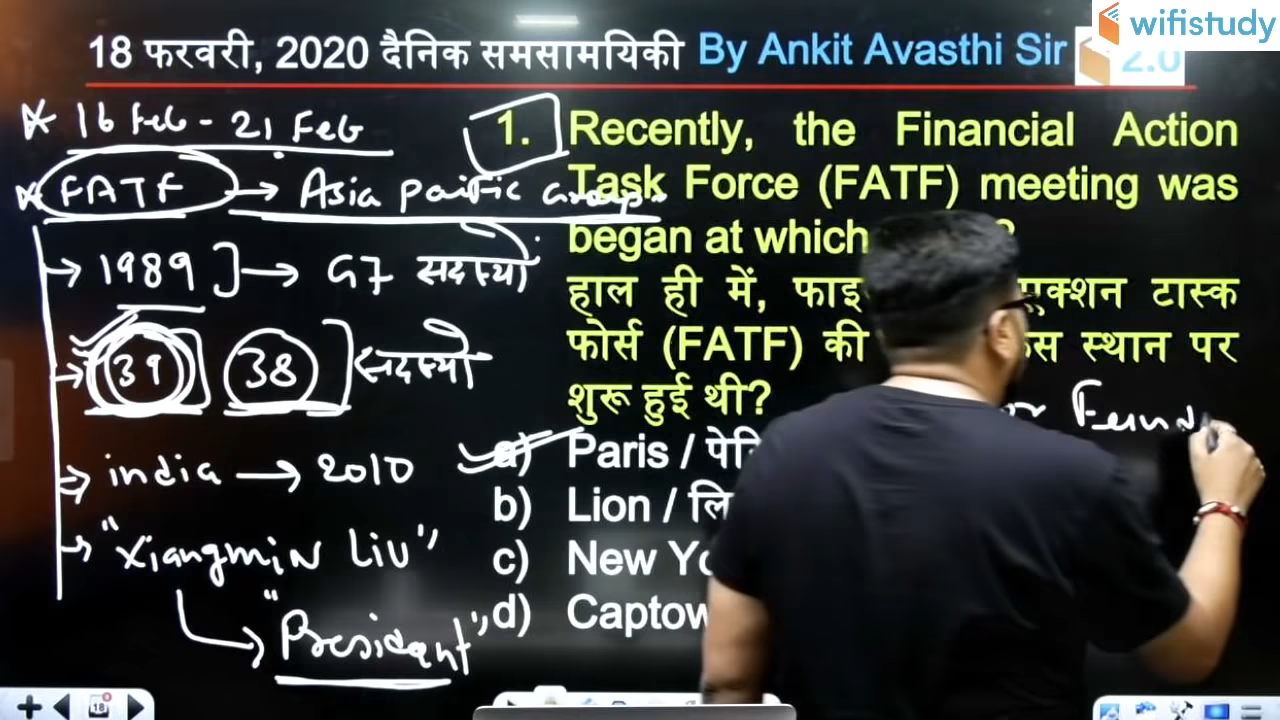 wifistudy
2.0
18 फरवरी, 2020 दैनिक समसामयिकी By Ankit Avasthi Sir
16 Feb - 21 Feb
FATF → Asia pacific group
→ 1989 ] → G7 सदस्यो
→ 39 38 ] सदस्यो
→ india → 2010
→ "Xiangmin Liu"
→ "President"
1. Recently, the Financial Action
Task Force (FATF) meeting was
began at which
हाल ही में, एक्शन टास्क
फोर्स (FATF) की स्थान पर
शुरू हुई थी?
a) Paris /
b) Lion /
c) New
d)
18